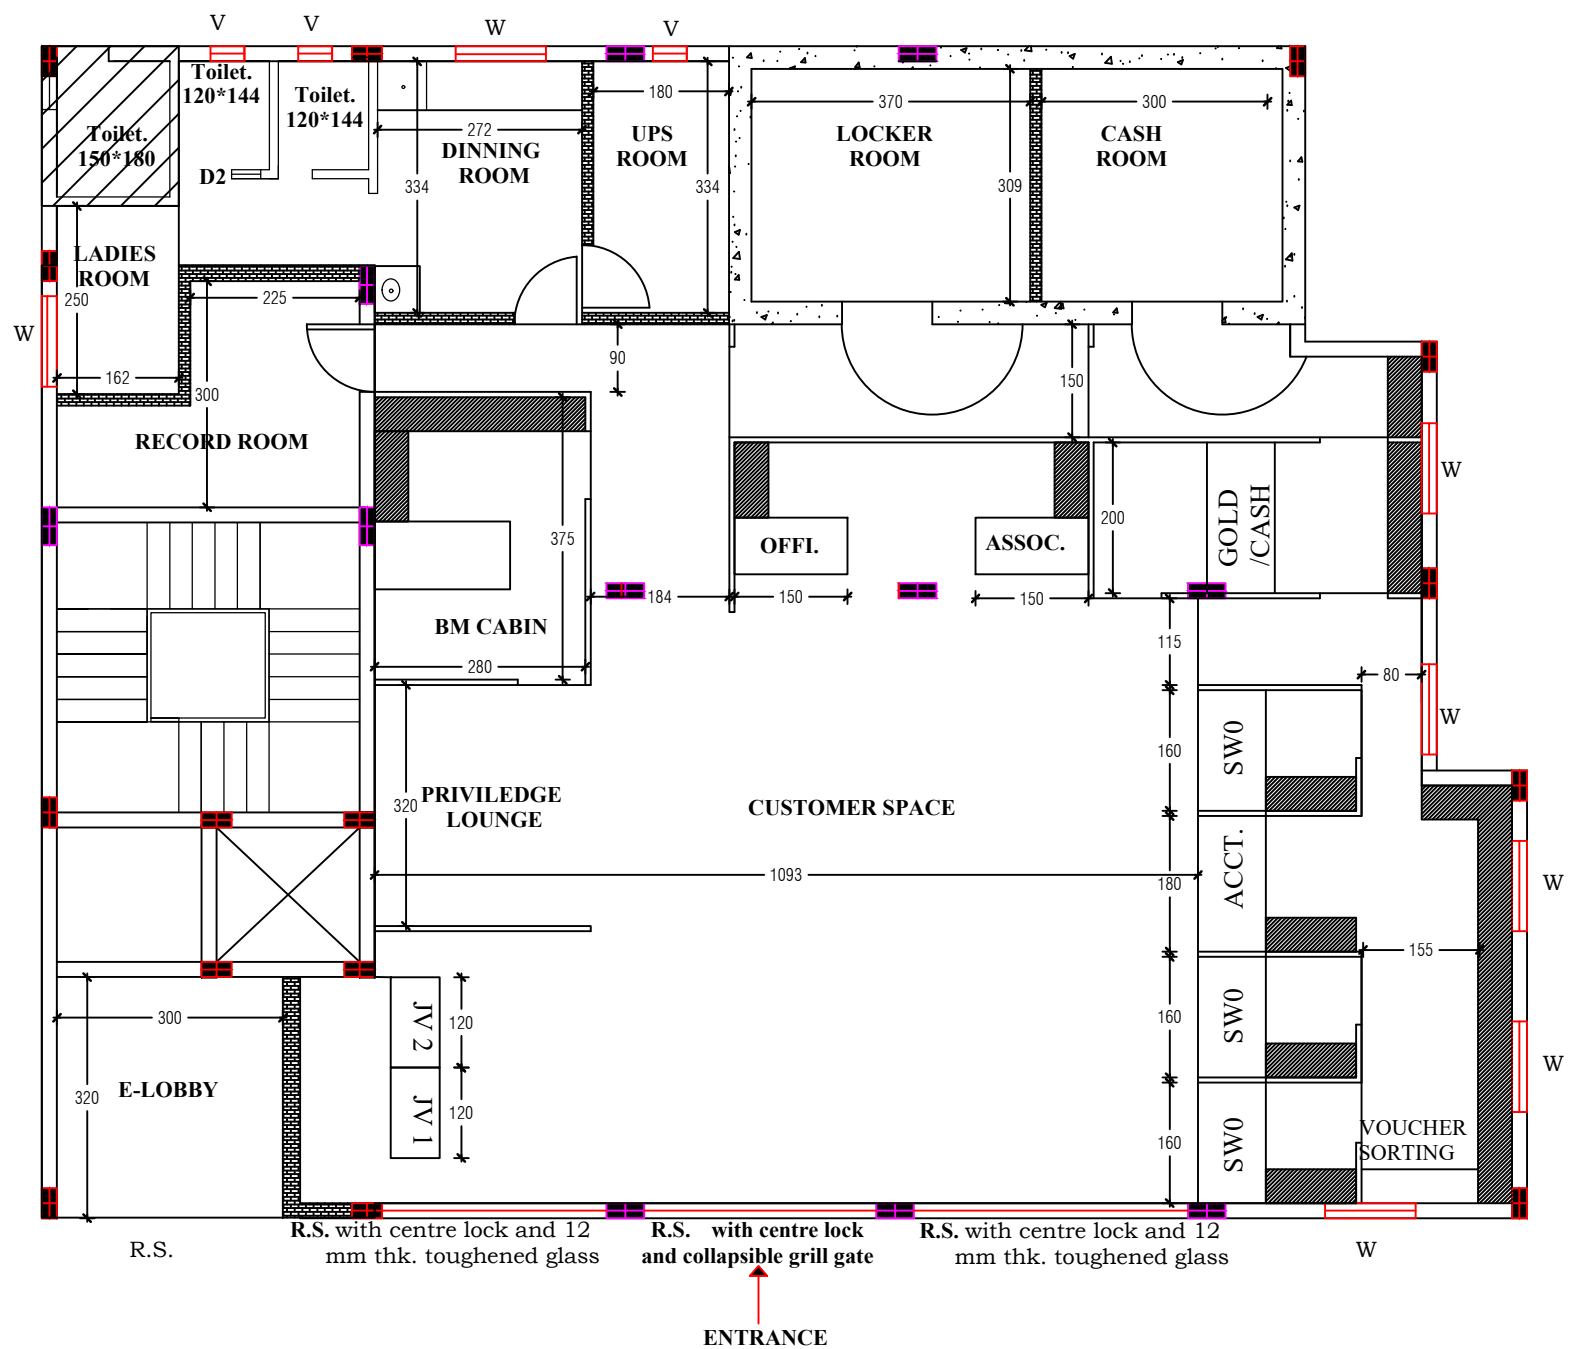 V
V
W
V
Toilet.
120*144
Toilet.
120*144
Toilet.
150*180
D2
272
DINNING
ROOM
334
180
UPS
ROOM
334
370
LOCKER
ROOM
309
300
CASH
ROOM
LADIES
ROOM
250
225
W
162
300
90
150
RECORD ROOM
W
375
200
GOLD
/CASH
OFFI.
ASSOC.
184
150
150
BM CABIN
280
115
80
W
160
SW0
PRIVILEDGE
LOUNGE
320
CUSTOMER SPACE
1093
180
ACCT.
W
155
300
JV 2
120
160
SW0
W
E-LOBBY
320
JV 1
120
160
SW0
VOUCHER
SORTING
R.S.
R.S. with centre lock and 12
mm thk. toughened glass
R.S. with centre lock
and collapsible grill gate
R.S. with centre lock and 12
mm thk. toughened glass
W
ENTRANCE